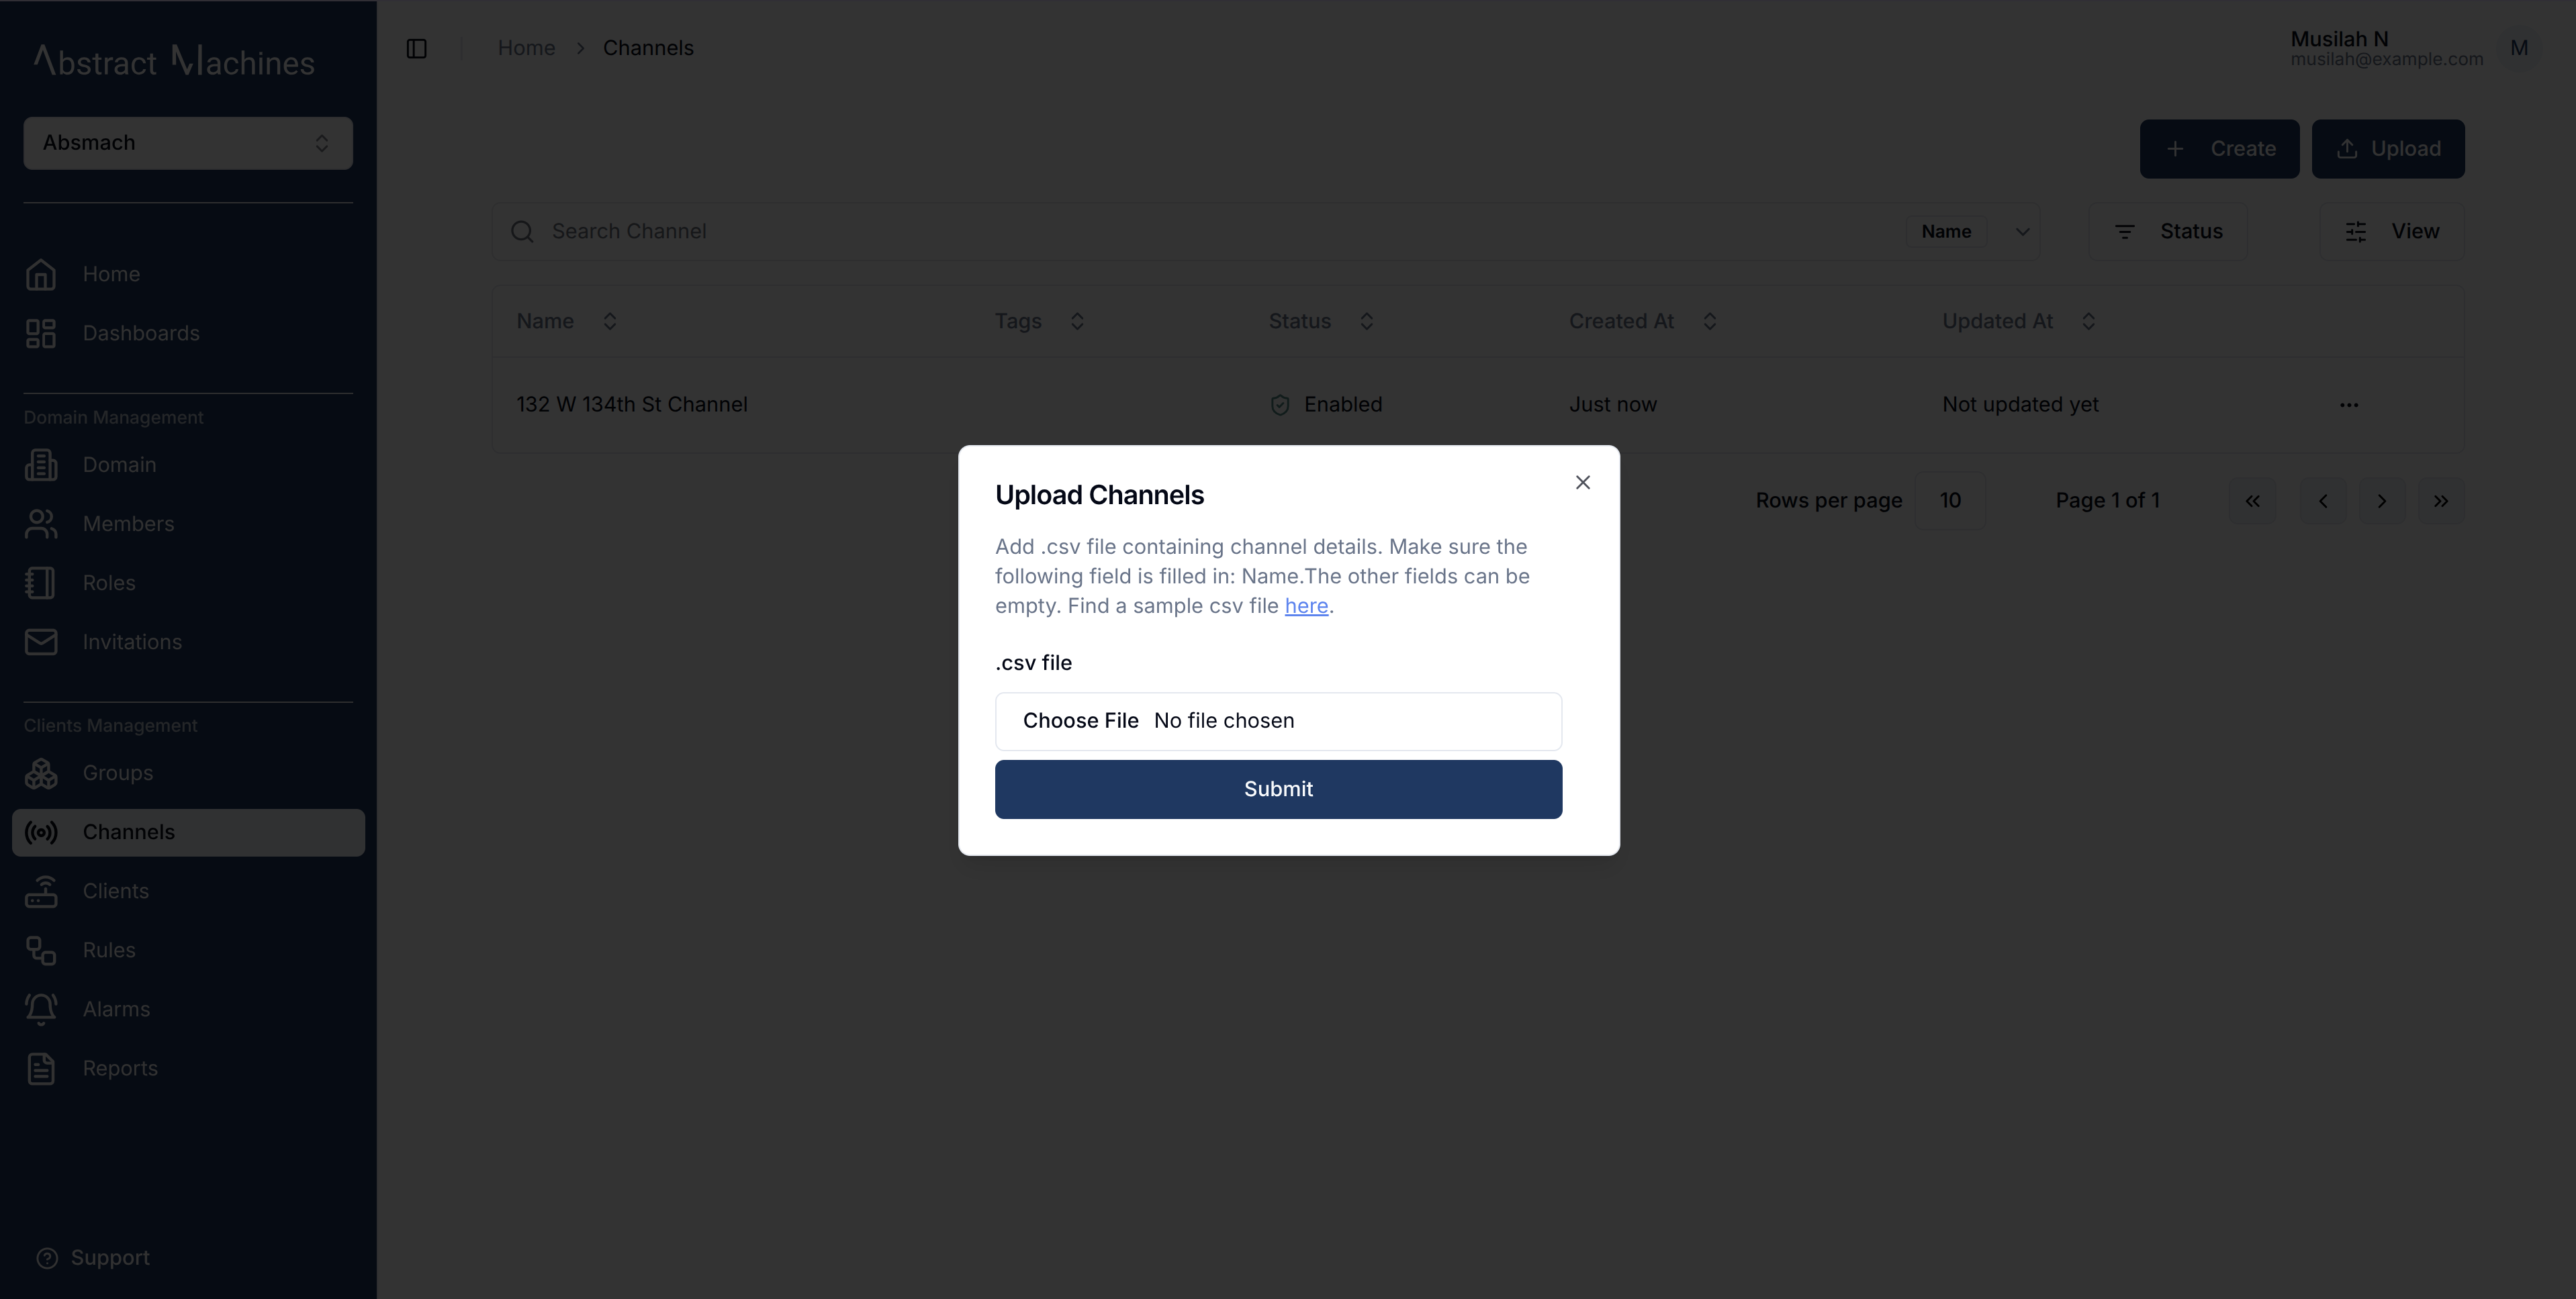 Abstract Machines
Absmach
Home
Dashboards
Domain Management
Domain
Members
Roles
Invitations
Clients Management
Groups
Channels
Clients
Rules
Alarms
Reports
Support
Home > Channels
Musilah N
musilah@example.com
M
Create
Upload
Search Channel
Name
Status
View
Name Tags Status Created At Updated At
132 W 134th St Channel Enabled Just now Not updated yet
Rows per page 10 Page 1 of 1
Upload Channels
Add .csv file containing channel details. Make sure the
following field is filled in: Name.The other fields can be
empty. Find a sample csv file here.
.csv file
Choose File No file chosen
Submit